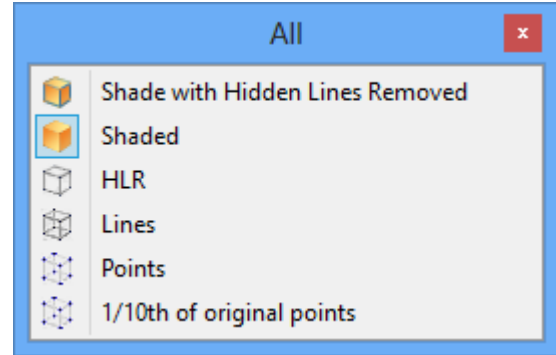 All
x
Shade with Hidden Lines Removed
Shaded
HLR
Lines
Points
1/10th of original points